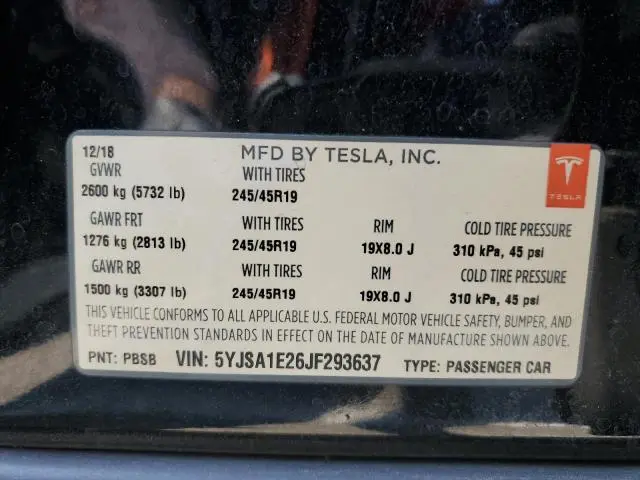 12/18 MFD BY TESLA, INC.
GVWR WITH TIRES
2600 kg (5732 lb) 245/45R19
TESLA
GAWR FRT WITH TIRES RIM COLD TIRE PRESSURE
1276 kg (2813 lb) 245/45R19 19X8.0 J 310 kPa, 45 psi
GAWR RR WITH TIRES RIM COLD TIRE PRESSURE
1500 kg (3307 lb) 245/45R19 19X8.0 J 310 kPa, 45 psi
THIS VEHICLE CONFORMS TO ALL APPLICABLE U.S. FEDERAL MOTOR VEHICLE SAFETY, BUMPER, AND
THEFT PREVENTION STANDARDS IN EFFECT ON THE DATE OF MANUFACTURE SHOWN ABOVE.
PNT: PBSB VIN: 5YJSA1E26JF293637 TYPE: PASSENGER CAR